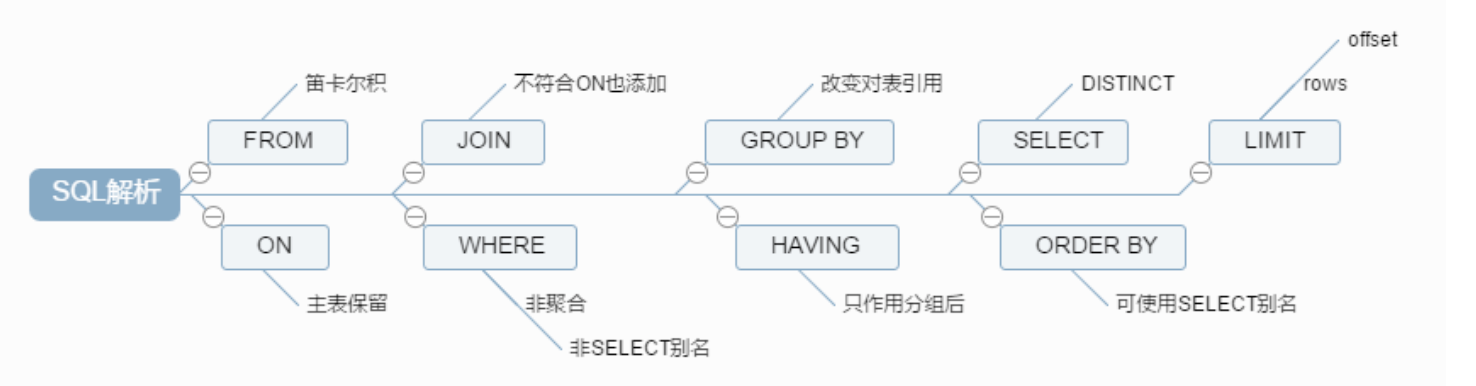 offset
笛卡尔积
不符合ON也添加
改变对表引用
DISTINCT
rows
FROM
JOIN
GROUP BY
SELECT
LIMIT
SQL解析
ON
WHERE
HAVING
ORDER BY
主表保留
非聚合
只作用分组后
可使用SELECT别名
非SELECT别名